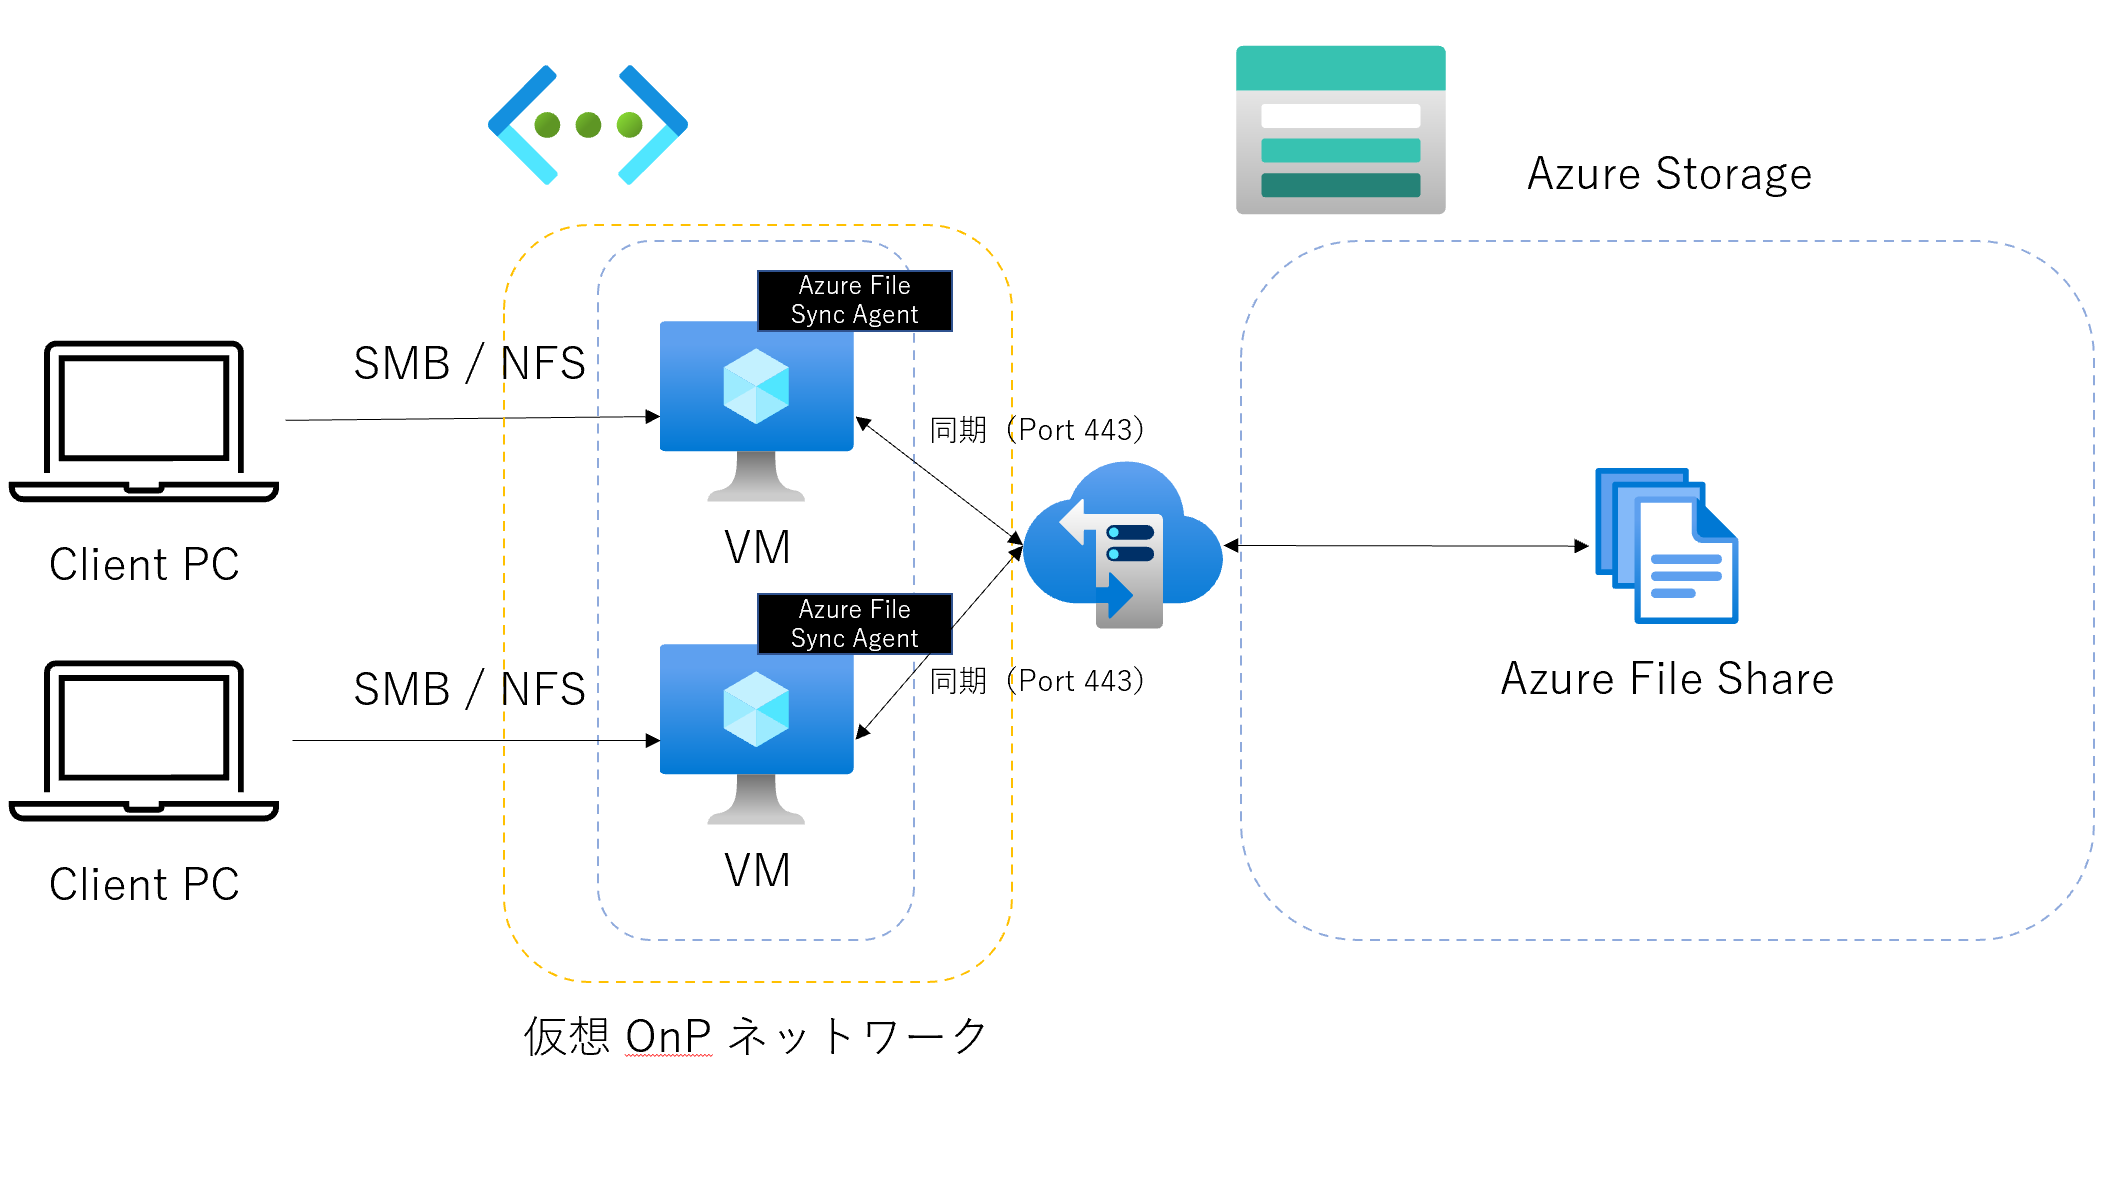 Azure Storage
Azure File
Sync Agent
SMB / NFS
同期（Port 443）
VM
Client PC
Azure File
Sync Agent
SMB / NFS
同期（Port 443）
Azure File Share
VM
Client PC
仮想 OnP ネットワーク